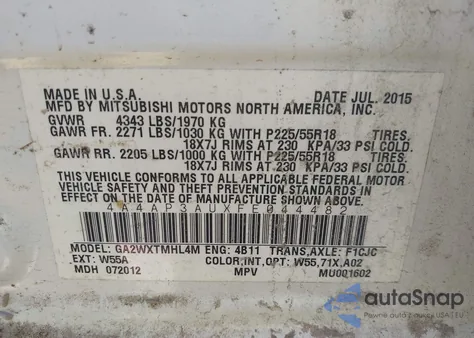 MADE IN U.S.A. DATE JUL. 2015
MFD BY MITSUBISHI MOTORS NORTH AMERICA, INC.
GVWR 4343 LBS/1970 KG
GAWR FR. 2271 LBS/1030 KG WITH P225/55R18
18X7J RIMS AT 230 KPA/33 PSI COLD.
GAWR RR. 2205 LBS/1000 KG WITH P225/55R18
18X7J RIMS AT 230 KPA/33 PSI COLD.
THIS VEHICLE CONFORMS TO ALL APPLICABLE FEDERAL MOTOR
VEHICLE SAFETY AND THEFT PREVENTION STANDARDS IN
EFFECT ON THE DATE OF MANUFACTURE SHOWN ABOVE.
4A4AP3AUXFE044482
MODEL: GA2WXTMHL4M ENG: 4B11 TRANS,AXLE: F1CJC
EXT: W55A COLOR,INT,OPT: W55,71X,A02
MDH 072012 MPV MU001602
autoSnap